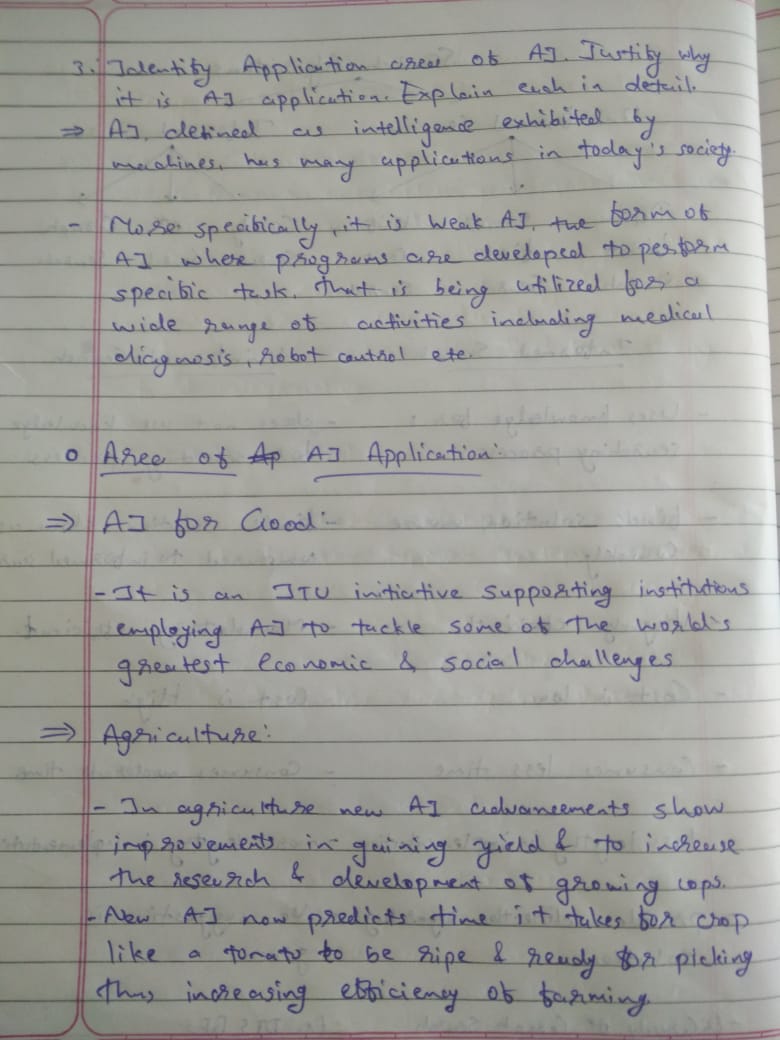 3. Identify Application areas of AI. Justify why
it is AI application. Explain each in detail.
⇒ AI, defined as intelligence exhibited by
machines, has many applications in today's society.
- More specifically, it is Weak AI, the form of
AI where programs are developed to perform
specific task, that is being utilized for a
wide range of activities including medical
diagnosis, robot control etc.
o Area of Ap AI Application:
⇒ AI for Good:-
- It is an ITU initiative supporting institutions
employing AI to tackle some of the world's
greatest economic & social challenges
⇒ Agriculture:
- In agriculture new AI advancements show
improvements in gaining yield & to increase
the research & development of growing cops.
- New AI now predicts time it takes for crop
like a tomato to be ripe & ready for picking
thus increasing efficiency of farming.